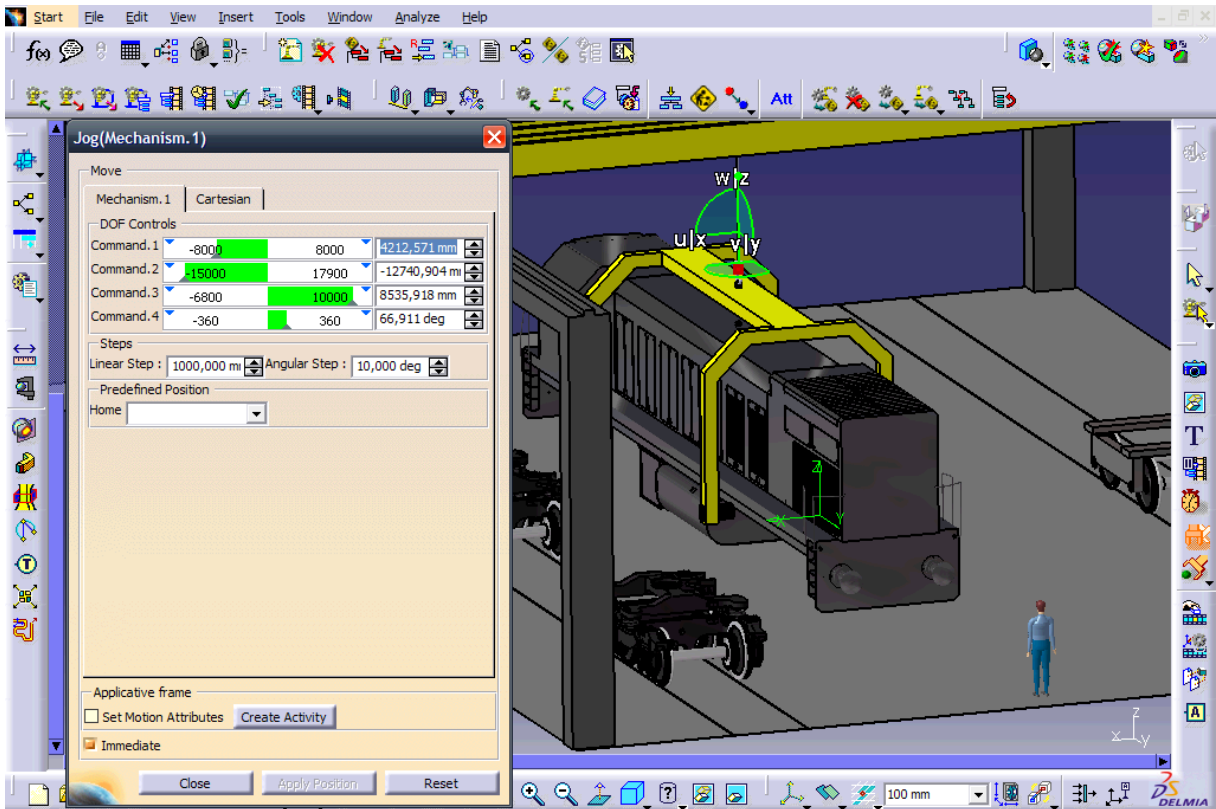 Start File Edit View Insert Tools Window Analyze Help
f(x)
Att
Jog(Mechanism.1)
Move
Mechanism.1 Cartesian
DOF Controls
Command.1 -8000 8000 4212,571 mm
Command.2 -15000 17900 -12740,904 m
Command.3 -6800 10000 8535,918 mm
Command.4 -360 360 66,911 deg
Steps
Linear Step : 1000,000 m Angular Step : 10,000 deg
Predefined Position
Home
Applicative frame
Set Motion Attributes Create Activity
Immediate
Close Apply Position Reset
w|z
u|x v|y
z
x y
T
A
100 mm
DELMIA